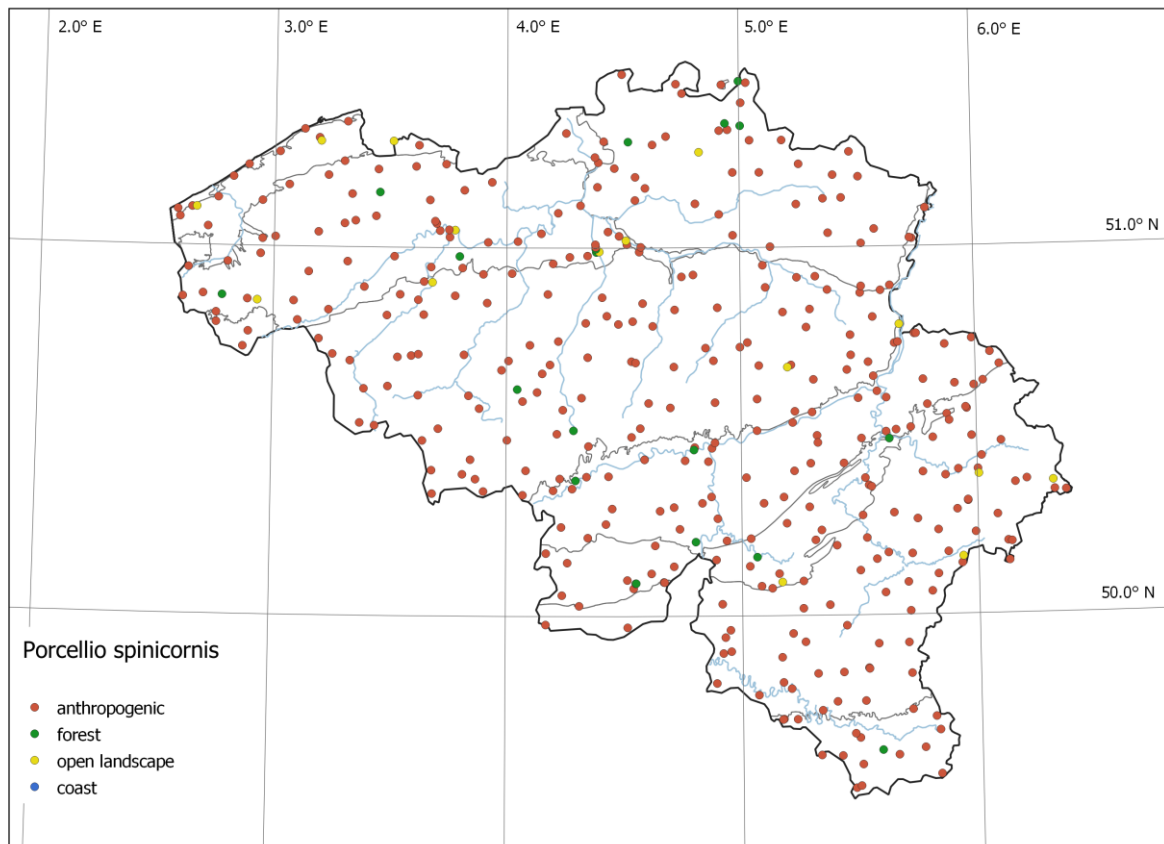 2.0° E 3.0° E 4.0° E 5.0° E 6.0° E
51.0° N
50.0° N
Porcellio spinicornis
anthropogenic
forest
open landscape
coast